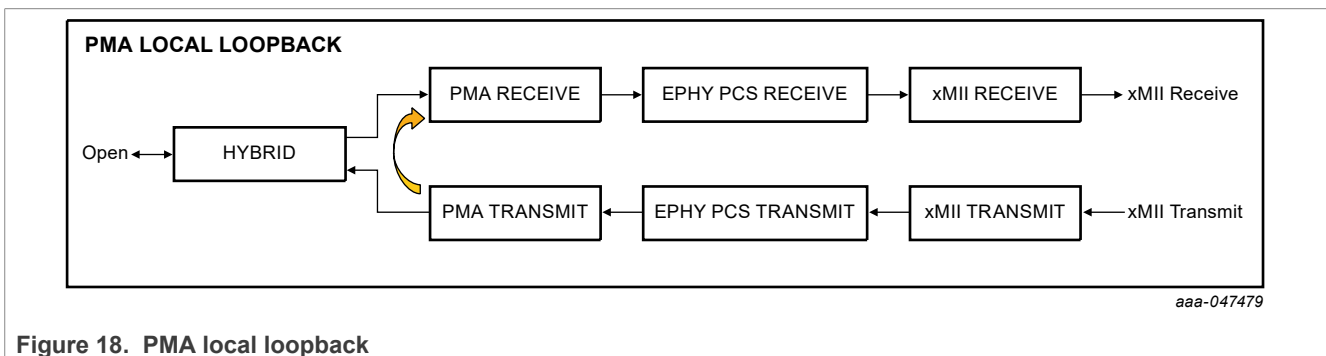 PMA LOCAL LOOPBACK
PMA RECEIVE
EPHY PCS RECEIVE
xMII RECEIVE
xMII Receive
Open
HYBRID
PMA TRANSMIT
EPHY PCS TRANSMIT
xMII TRANSMIT
xMII Transmit
aaa-047479
Figure 18. PMA local loopback